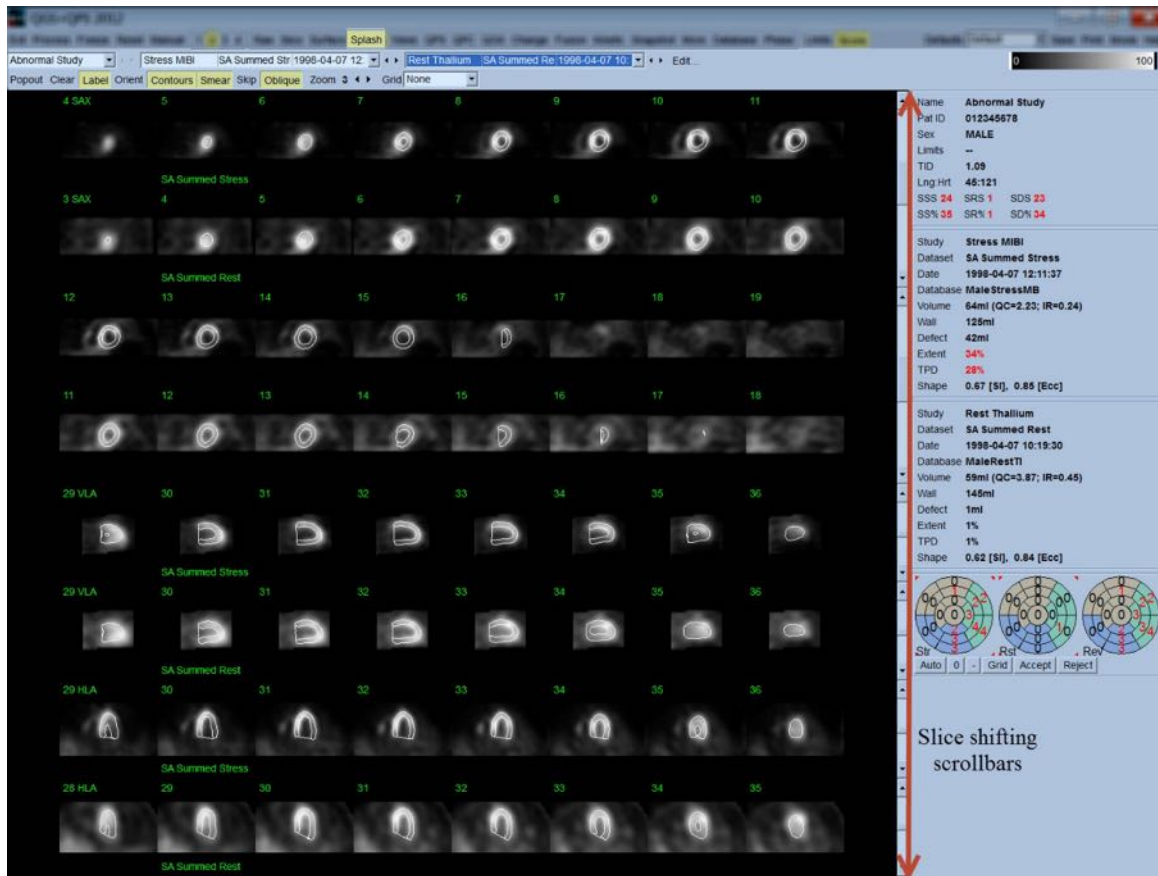 QGS+QPS 2012
Splash
Abnormal Study Stress MIBI SA Summed Str 1998-04-07 12: Rest Thallium SA Summed Re 1998-04-07 10: Edit...
0 100
Popout Clear Label Orient Contours Smear Skip Oblique Zoom 3 Grid None
4 SAX 5 6 7 8 9 10 11
SA Summed Stress
3 SAX 4 5 6 7 8 9 10
SA Summed Rest
12 13 14 15 16 17 18 19
11 12 13 14 15 16 17 18
29 VLA 30 31 32 33 34 35 36
SA Summed Stress
29 VLA 30 31 32 33 34 35 36
SA Summed Rest
29 HLA 30 31 32 33 34 35 36
SA Summed Stress
28 HLA 29 30 31 32 33 34 35
SA Summed Rest
Name Abnormal Study
Pat ID 012345678
Sex MALE
Limits --
TID 1.09
Lng:Hrt 45:121
SSS 24 SRS 1 SDS 23
SS% 35 SR% 1 SD% 34
Study Stress MIBI
Dataset SA Summed Stress
Date 1998-04-07 12:11:37
Database MaleStressMB
Volume 64ml (QC=2.23; IR=0.24)
Wall 125ml
Defect 42ml
Extent 34%
TPD 28%
Shape 0.67 [SI], 0.85 [Ecc]
Study Rest Thallium
Dataset SA Summed Rest
Date 1998-04-07 10:19:30
Database MaleRestTl
Volume 59ml (QC=3.87; IR=0.45)
Wall 145ml
Defect 1ml
Extent 1%
TPD 1%
Shape 0.62 [SI], 0.84 [Ecc]
Str Rst Rev
Auto 0 - Grid Accept Reject
Slice shifting
scrollbars